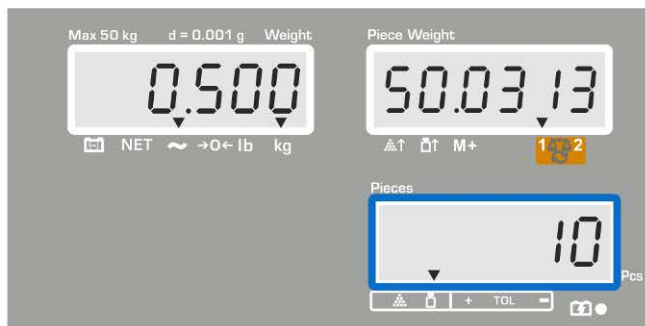 Max 50 kg d = 0.001 g Weight
0.500
NET →0← lb kg
Piece Weight
50.0313
M+ 1 2
Pieces
10
Pcs
+ TOL -